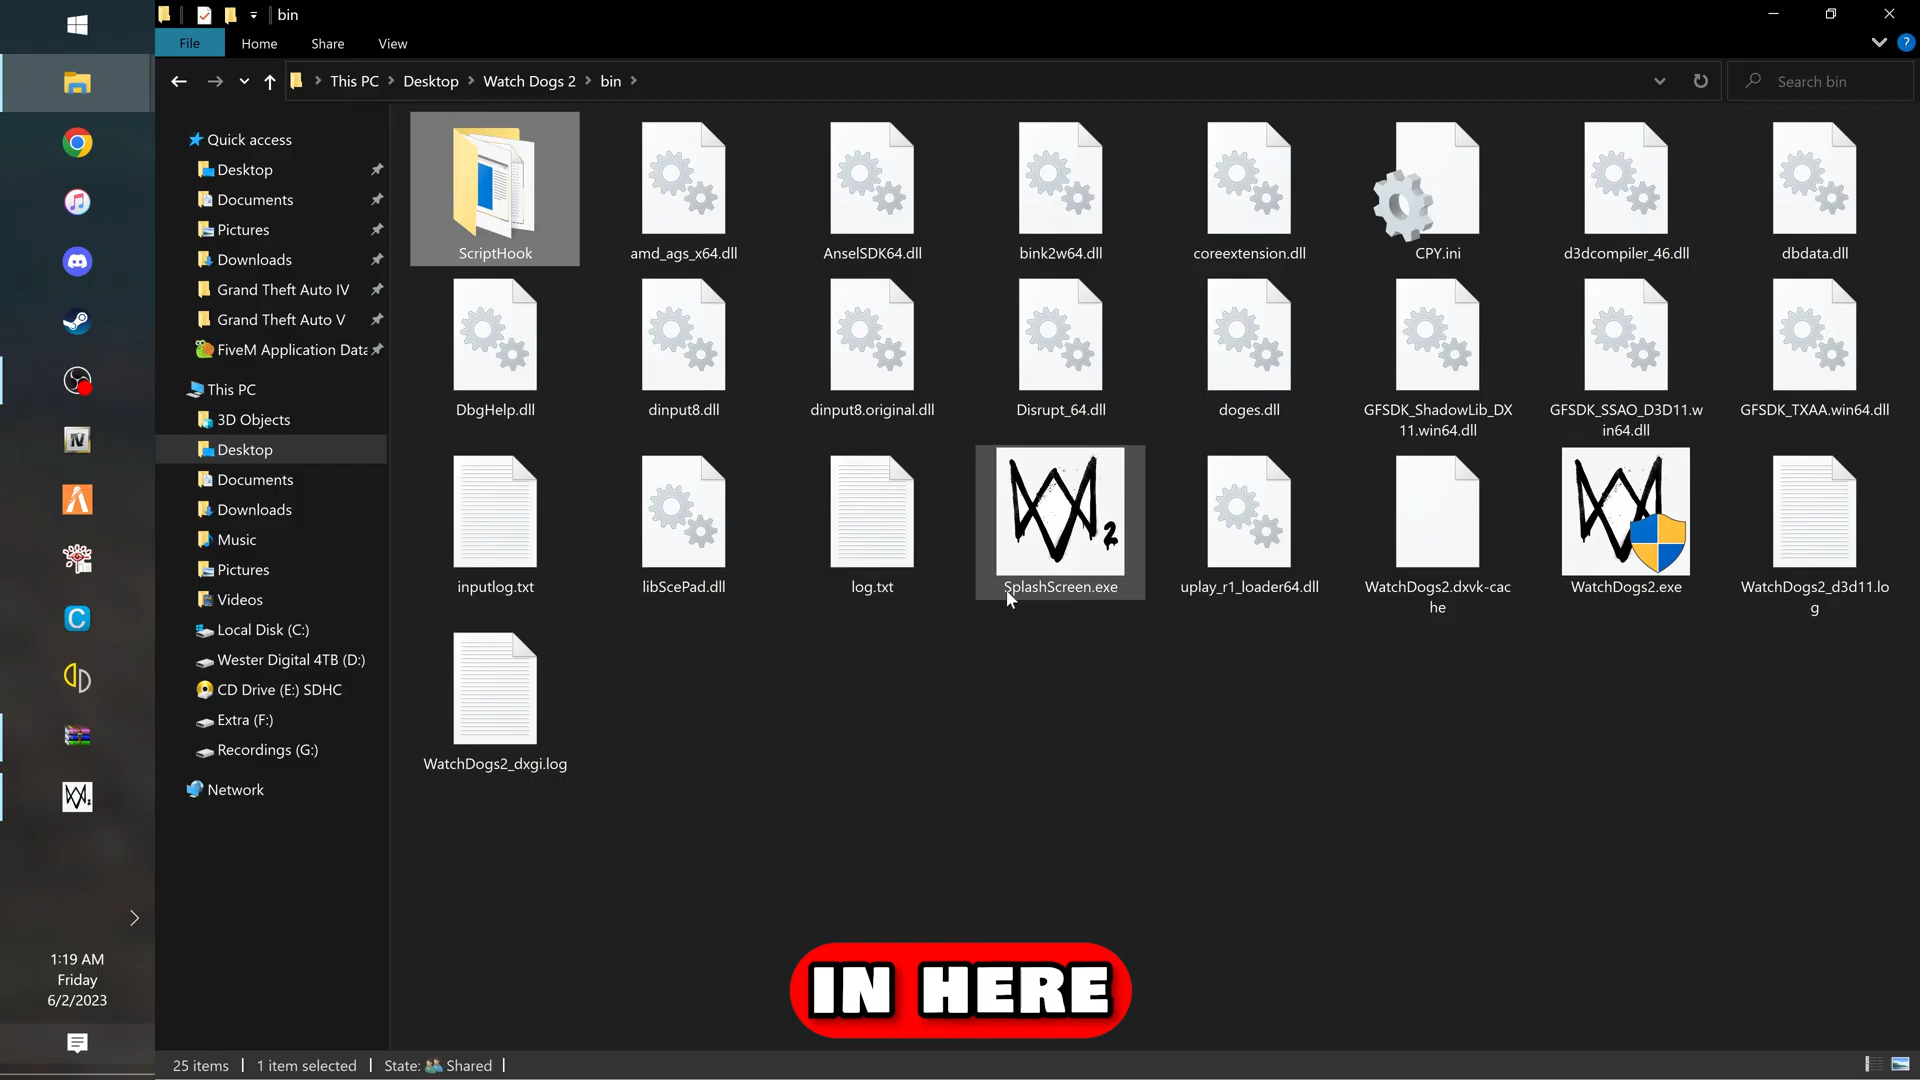 bin
File
Home
Share
View
This PC
Desktop
Watch Dogs 2
bin
Search bin
Quick access
Desktop
Documents
Pictures
Downloads
Grand Theft Auto IV
Grand Theft Auto V
FiveM Application Data
This PC
3D Objects
Desktop
Documents
Downloads
Music
Pictures
Videos
Local Disk (C:)
Wester Digital 4TB (D:)
CD Drive (E:) SDHC
Extra (F:)
Recordings (G:)
Network
ScriptHook
amd_ags_x64.dll
AnselSDK64.dll
bink2w64.dll
coreextension.dll
CPY.ini
d3dcompiler_46.dll
dbdata.dll
DbgHelp.dll
dinput8.dll
dinput8.original.dll
Disrupt_64.dll
doges.dll
GFSDK_ShadowLib_DX
11.win64.dll
GFSDK_SSAO_D3D11.w
in64.dll
GFSDK_TXAA.win64.dll
inputlog.txt
libScePad.dll
log.txt
SplashScreen.exe
uplay_r1_loader64.dll
WatchDogs2.dxvk-cac
he
WatchDogs2.exe
WatchDogs2_d3d11.lo
g
WatchDogs2_dxgi.log
1:19 AM
Friday
6/2/2023
IN HERE
25 items
1 item selected
State: Shared